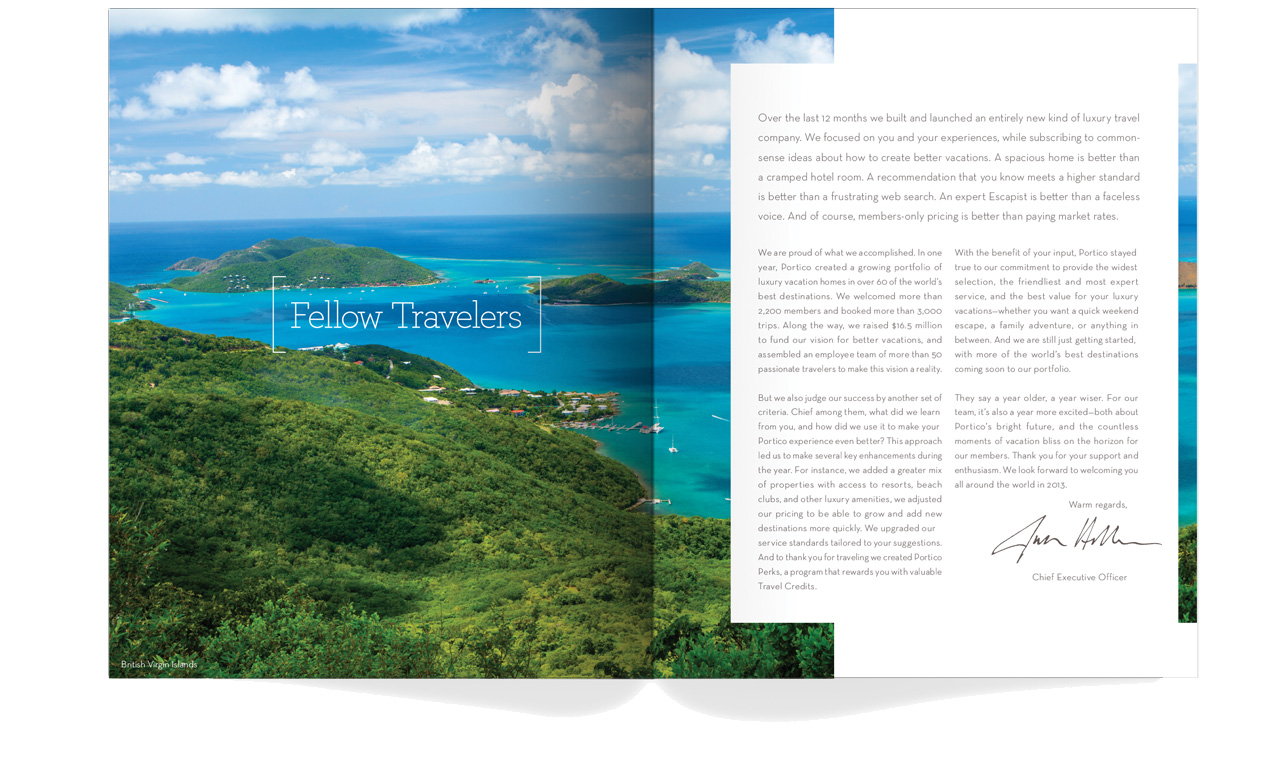 Fellow Travelers
British Virgin Islands
Over the last 12 months we built and launched an entirely new kind of luxury travel
company. We focused on you and your experiences, while subscribing to common-
sense ideas about how to create better vacations. A spacious home is better than
a cramped hotel room. A recommendation that you know meets a higher standard
is better than a frustrating web search. An expert Escapist is better than a faceless
voice. And of course, members-only pricing is better than paying market rates.
We are proud of what we accomplished. In one
year, Portico created a growing portfolio of
luxury vacation homes in over 60 of the world's
best destinations. We welcomed more than
2,200 members and booked more than 3,000
trips. Along the way, we raised $16.5 million
to fund our vision for better vacations, and
assembled an employee team of more than 50
passionate travelers to make this vision a reality.
But we also judge our success by another set of
criteria. Chief among them, what did we learn
from you, and how did we use it to make your
Portico experience even better? This approach
led us to make several key enhancements during
the year. For instance, we added a greater mix
of properties with access to resorts, beach
clubs, and other luxury amenities, we adjusted
our pricing to be able to grow and add new
destinations more quickly. We upgraded our
service standards tailored to your suggestions.
And to thank you for traveling we created Portico
Perks, a program that rewards you with valuable
Travel Credits.
With the benefit of your input, Portico stayed
true to our commitment to provide the widest
selection, the friendliest and most expert
service, and the best value for your luxury
vacations—whether you want a quick weekend
escape, a family adventure, or anything in
between. And we are still just getting started,
with more of the world's best destinations
coming soon to our portfolio.
They say a year older, a year wiser. For our
team, it's also a year more excited—both about
Portico's bright future, and the countless
moments of vacation bliss on the horizon for
our members. Thank you for your support and
enthusiasm. We look forward to welcoming you
all around the world in 2013.
Warm regards,
Chief Executive Officer